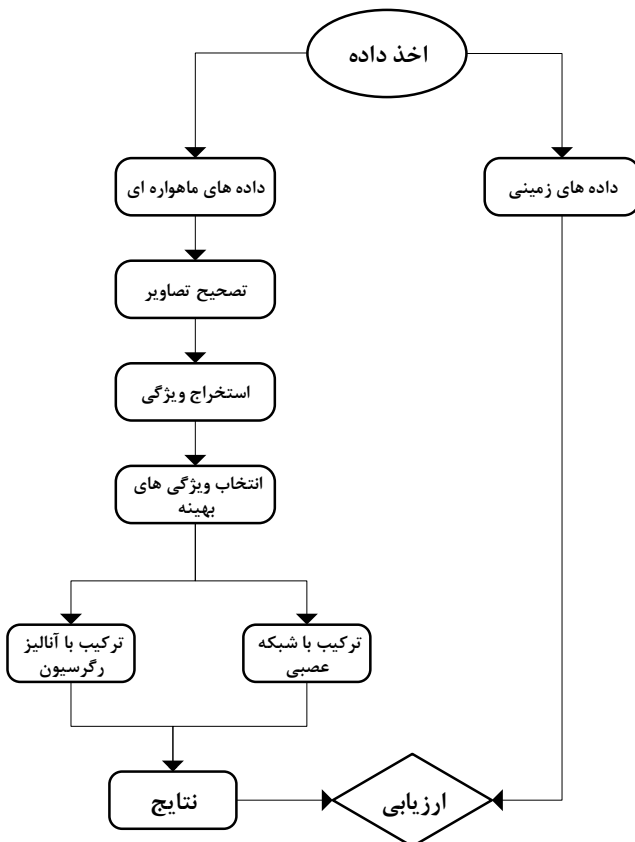 اخذ داده
داده های زمینی
داده های ماهواره ای
تصحیح تصاویر
استخراج ویژگی
انتخاب ویژگی های
بهینه
ترکیب با شبکه
عصبی
ترکیب با آنالیز
رگرسیون
نتایج
ارزیابی